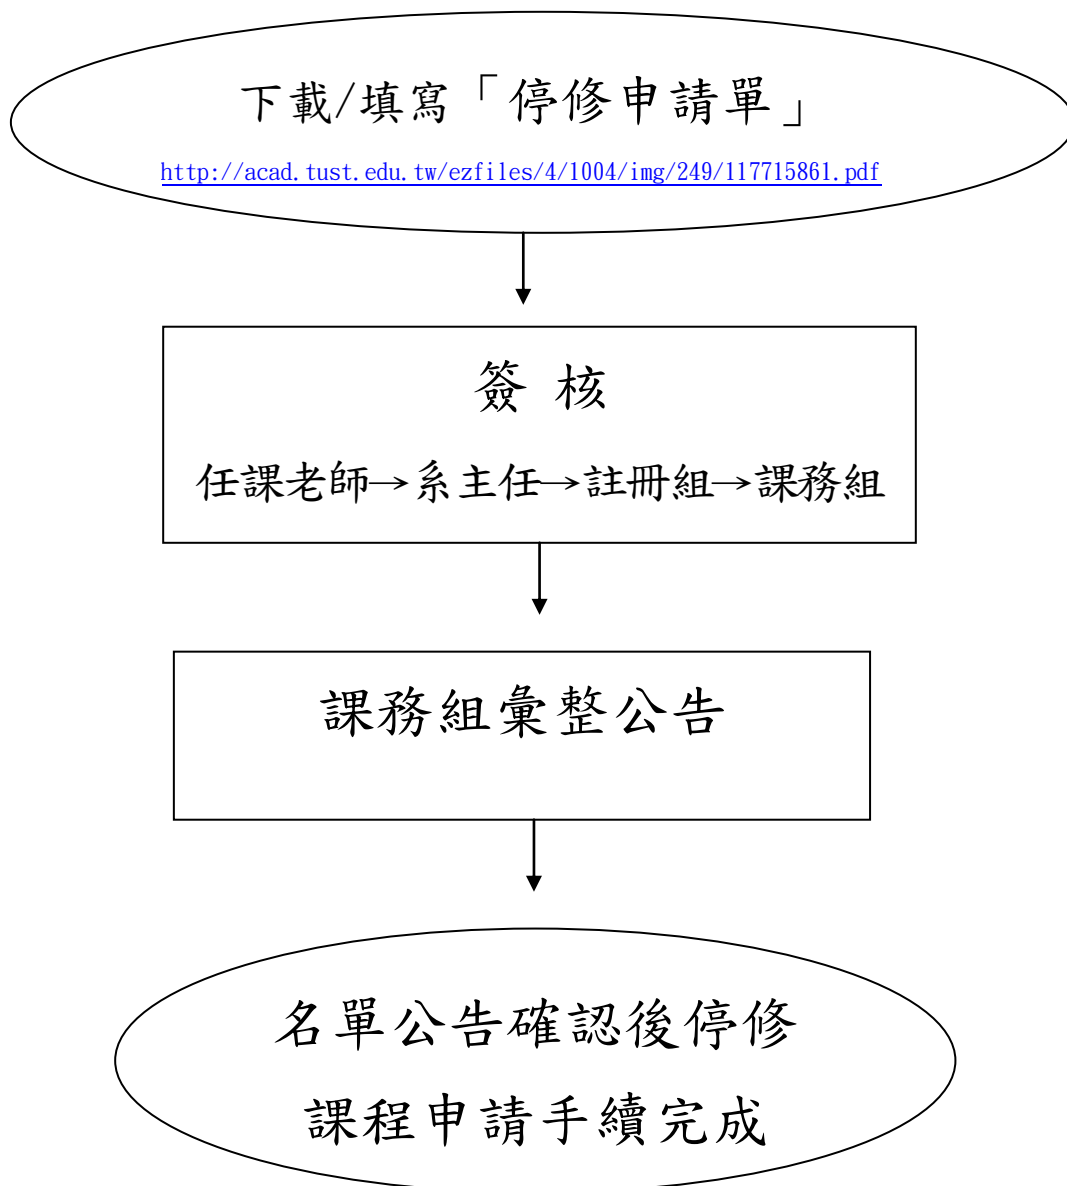 下載/填寫「停修申請單」
http://acad.tust.edu.tw/ezfiles/4/1004/img/249/117715861.pdf
簽 核
任課老師→系主任→註冊組→課務組
課務組彙整公告
名單公告確認後停修
課程申請手續完成